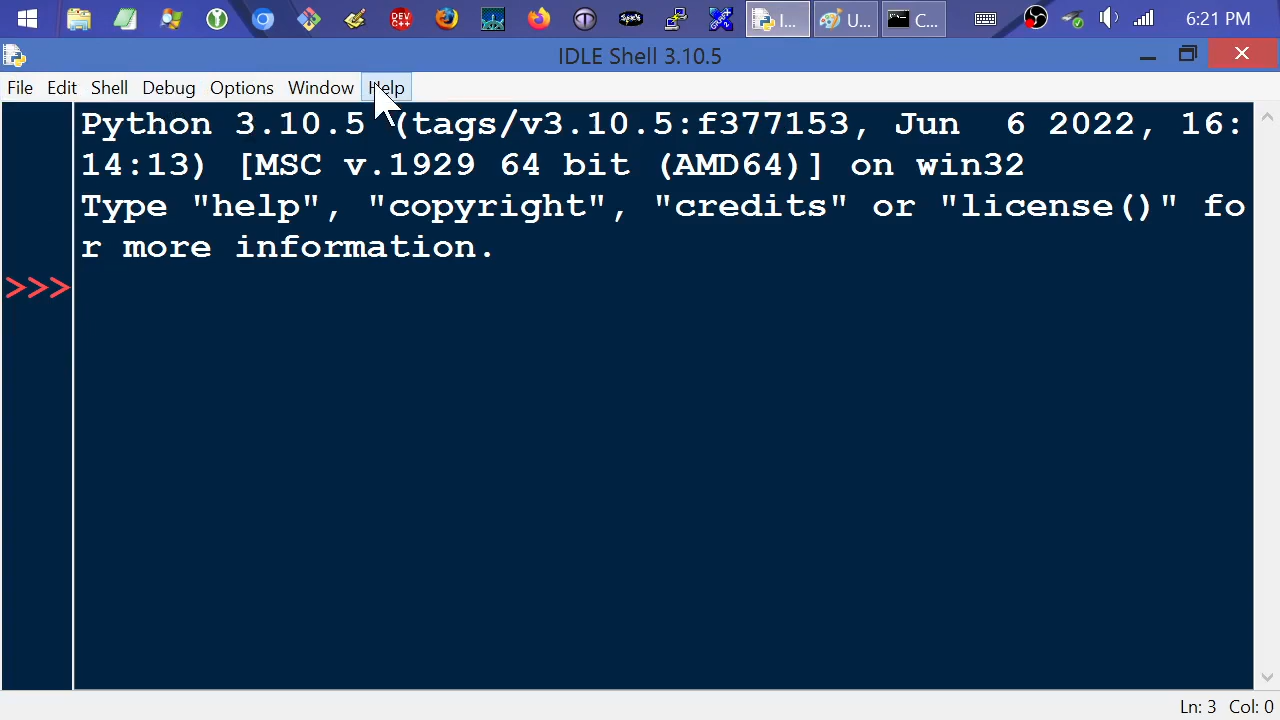 I... U... C... 6:21 PM
IDLE Shell 3.10.5
File Edit Shell Debug Options Window Help
Python 3.10.5 (tags/v3.10.5:f377153, Jun  6 2022, 16:
14:13) [MSC v.1929 64 bit (AMD64)] on win32
Type "help", "copyright", "credits" or "license()" fo
r more information.
>>>
Ln: 3 Col: 0